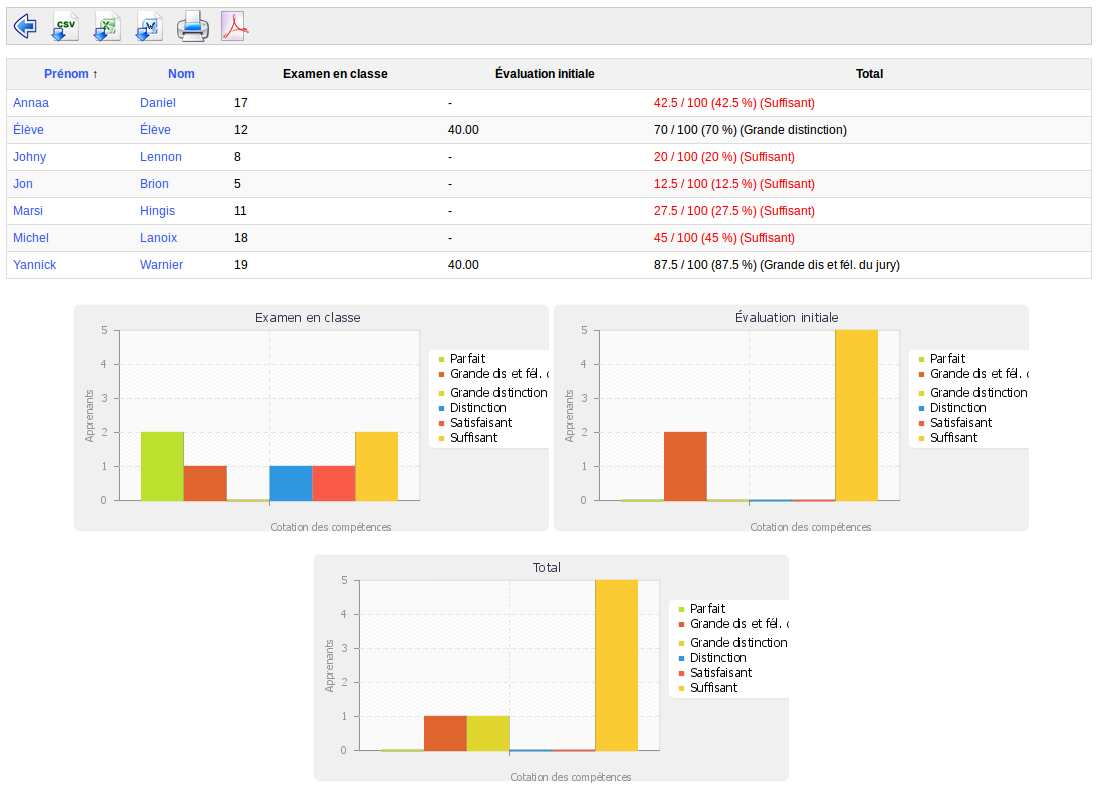 CSV
Prénom ↑ Nom Examen en classe Évaluation initiale Total
Annaa Daniel 17 - 42.5 / 100 (42.5 %) (Suffisant)
Élève Élève 12 40.00 70 / 100 (70 %) (Grande distinction)
Johny Lennon 8 - 20 / 100 (20 %) (Suffisant)
Jon Brion 5 - 12.5 / 100 (12.5 %) (Suffisant)
Marsi Hingis 11 - 27.5 / 100 (27.5 %) (Suffisant)
Michel Lanoix 18 - 45 / 100 (45 %) (Suffisant)
Yannick Warnier 19 40.00 87.5 / 100 (87.5 %) (Grande dis et fél. du jury)
Examen en classe
5
4
3
2
1
0
Apprenants
Cotation des compétences
Parfait
Grande dis et fél.
Grande distinction
Distinction
Satisfaisant
Suffisant
Évaluation initiale
5
4
3
2
1
0
Apprenants
Cotation des compétences
Parfait
Grande dis et fél.
Grande distinction
Distinction
Satisfaisant
Suffisant
Total
5
4
3
2
1
0
Apprenants
Cotation des compétences
Parfait
Grande dis et fél.
Grande distinction
Distinction
Satisfaisant
Suffisant